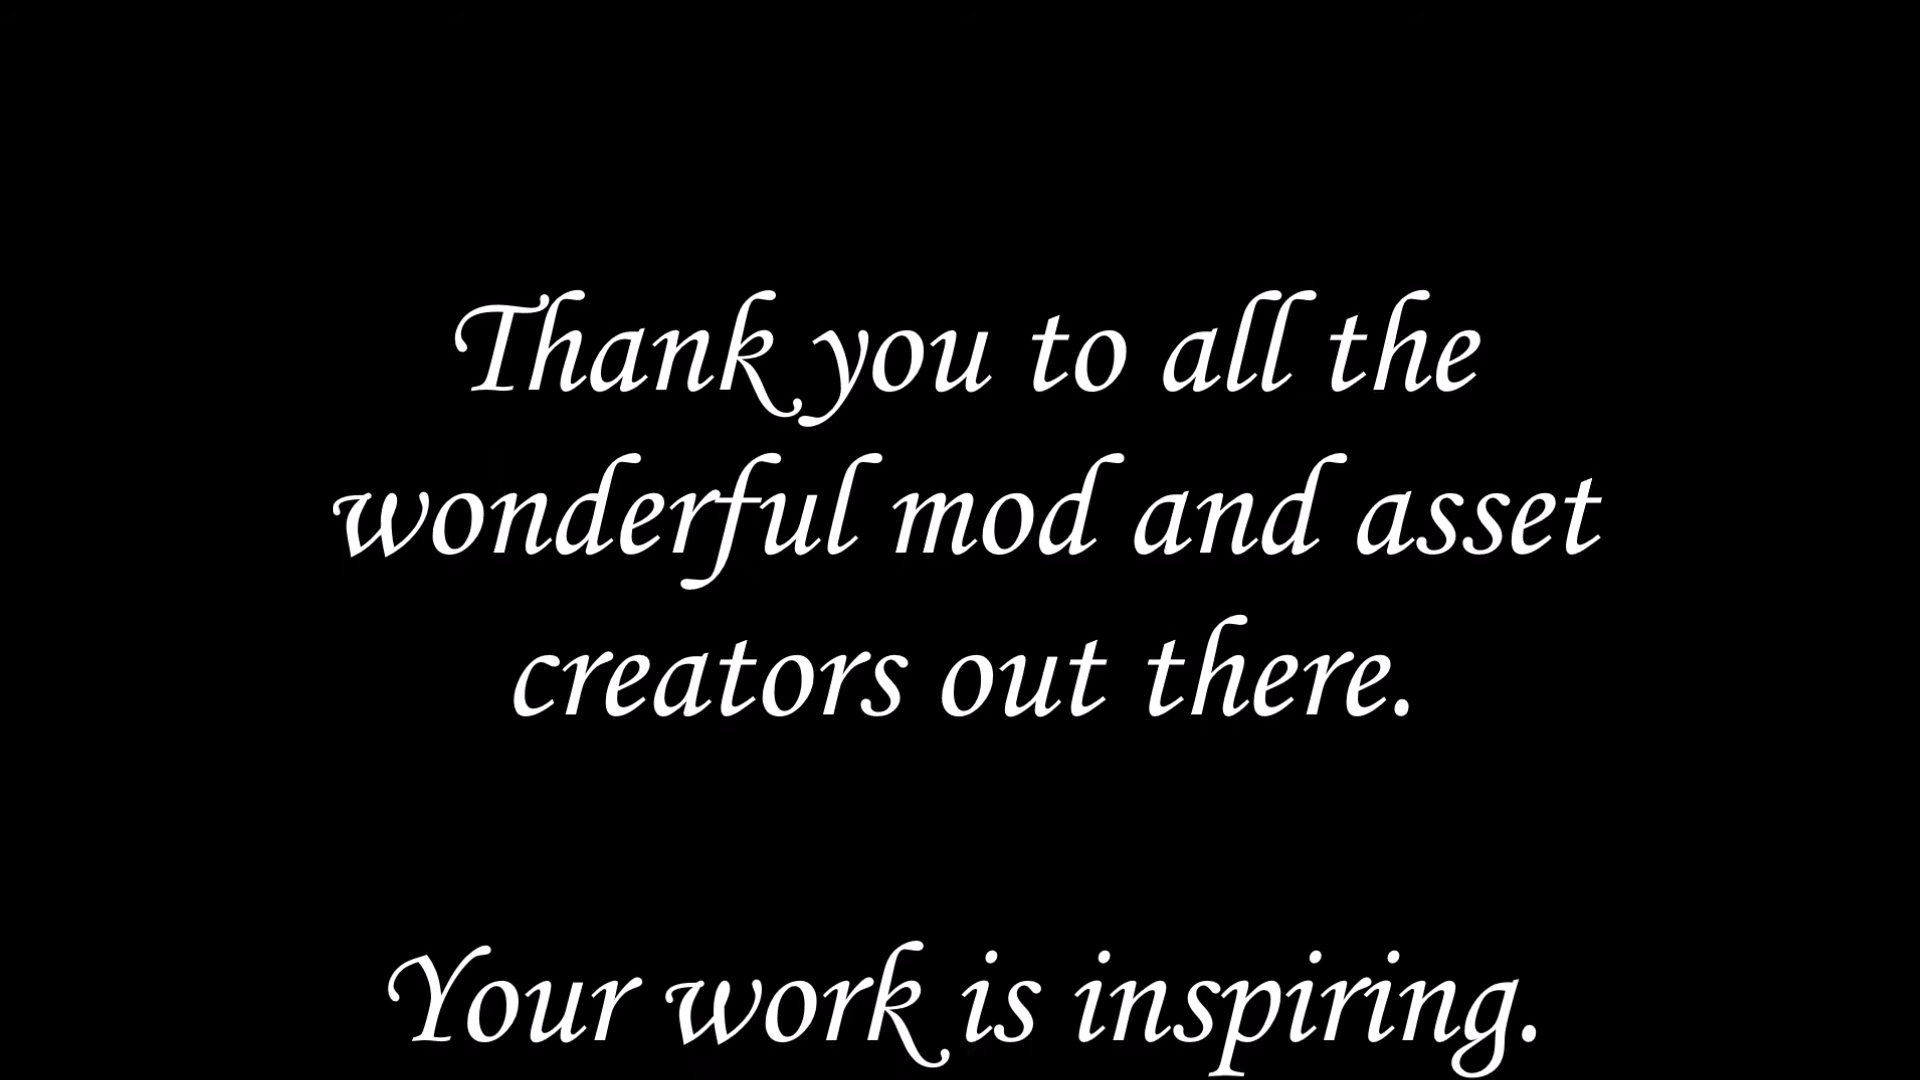 Thank you to all the
wonderful mod and asset
creators out there.
Your work is inspiring.